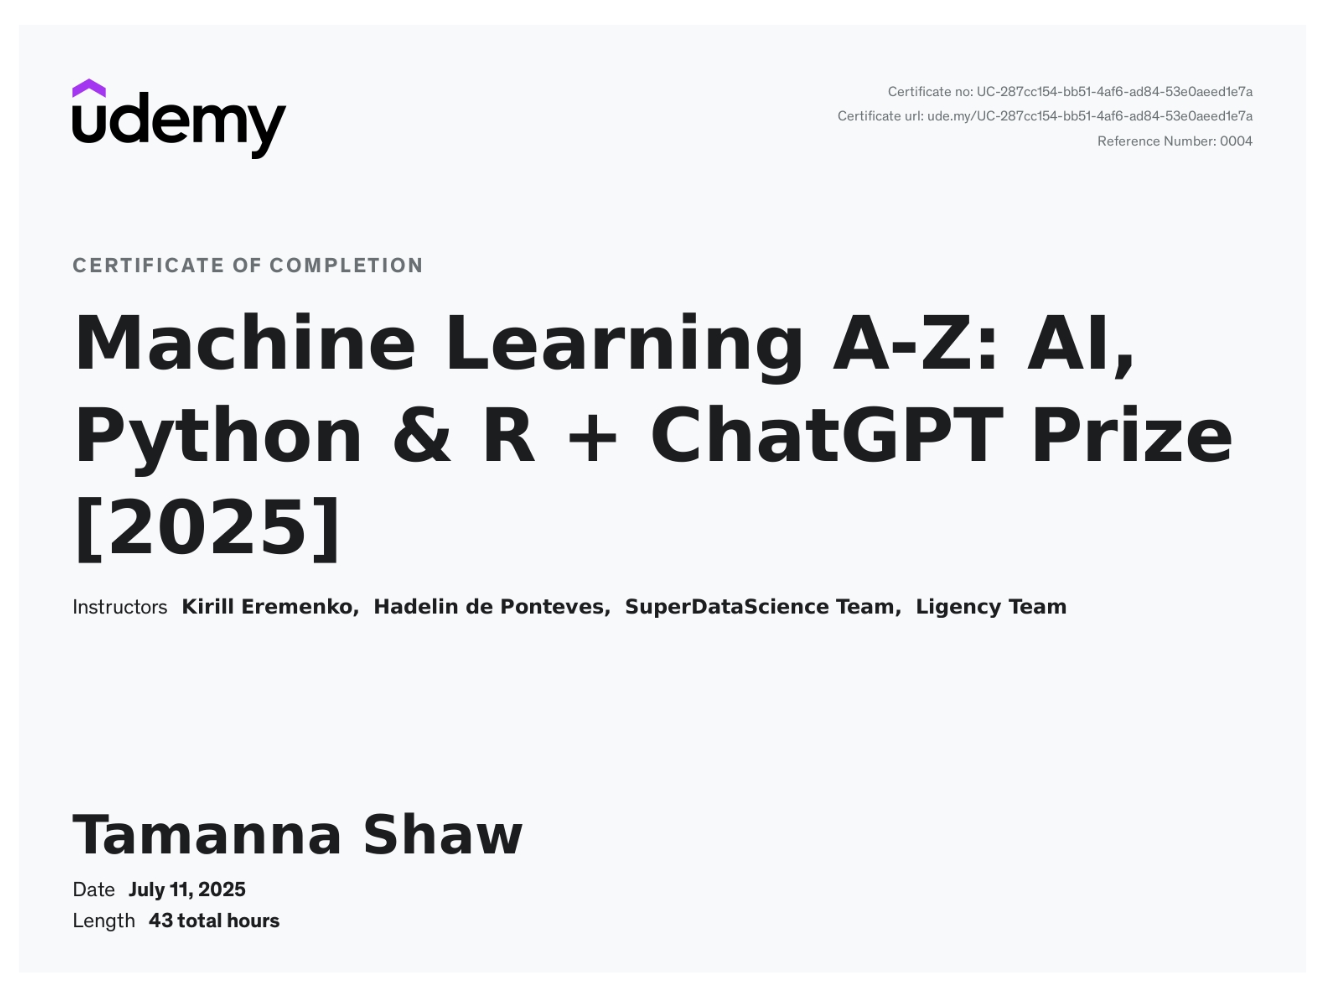 udemy
Certificate no: UC-287cc154-bb51-4af6-ad84-53e0aeed1e7a
Certificate url: ude.my/UC-287cc154-bb51-4af6-ad84-53e0aeed1e7a
Reference Number: 0004
CERTIFICATE OF COMPLETION
Machine Learning A-Z: AI,
Python & R + ChatGPT Prize
[2025]
Instructors Kirill Eremenko, Hadelin de Ponteves, SuperDataScience Team, Ligency Team
Tamanna Shaw
Date July 11, 2025
Length 43 total hours